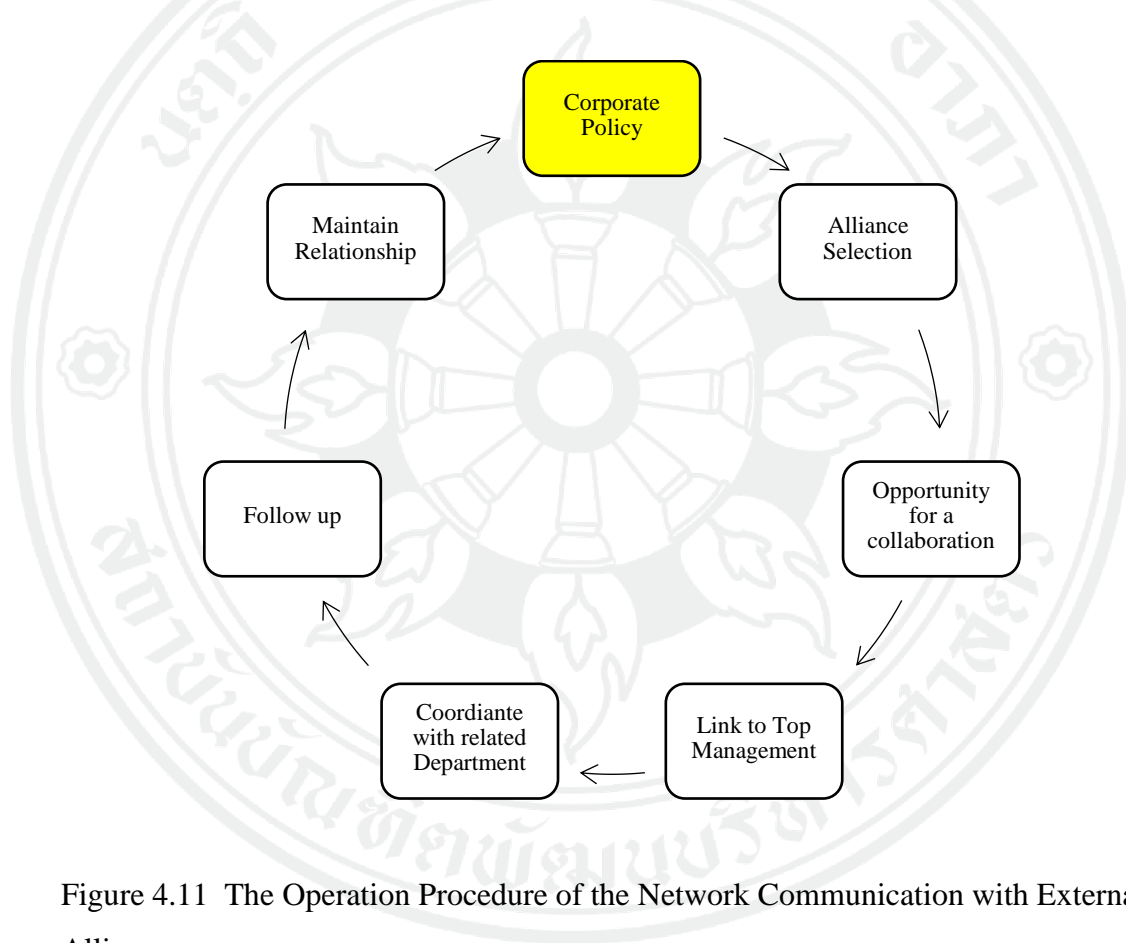 Corporate
Policy
Alliance
Selection
Opportunity
for a
collaboration
Link to Top
Management
Coordiante
with related
Department
Follow up
Maintain
Relationship
Figure 4.11 The Operation Procedure of the Network Communication with Externa